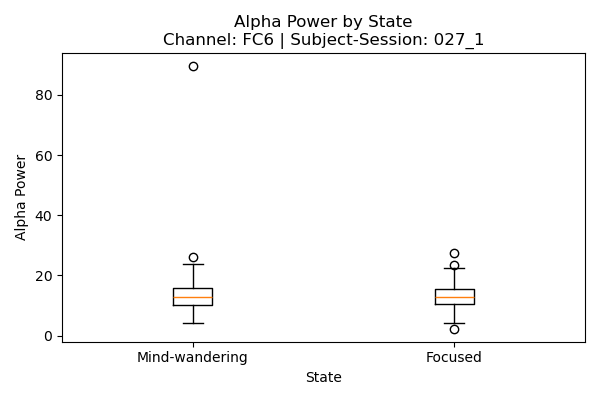 Alpha Power by State
Channel: FC6 | Subject-Session: 027_1
Alpha Power
80
60
40
20
0
Mind-wandering
Focused
State